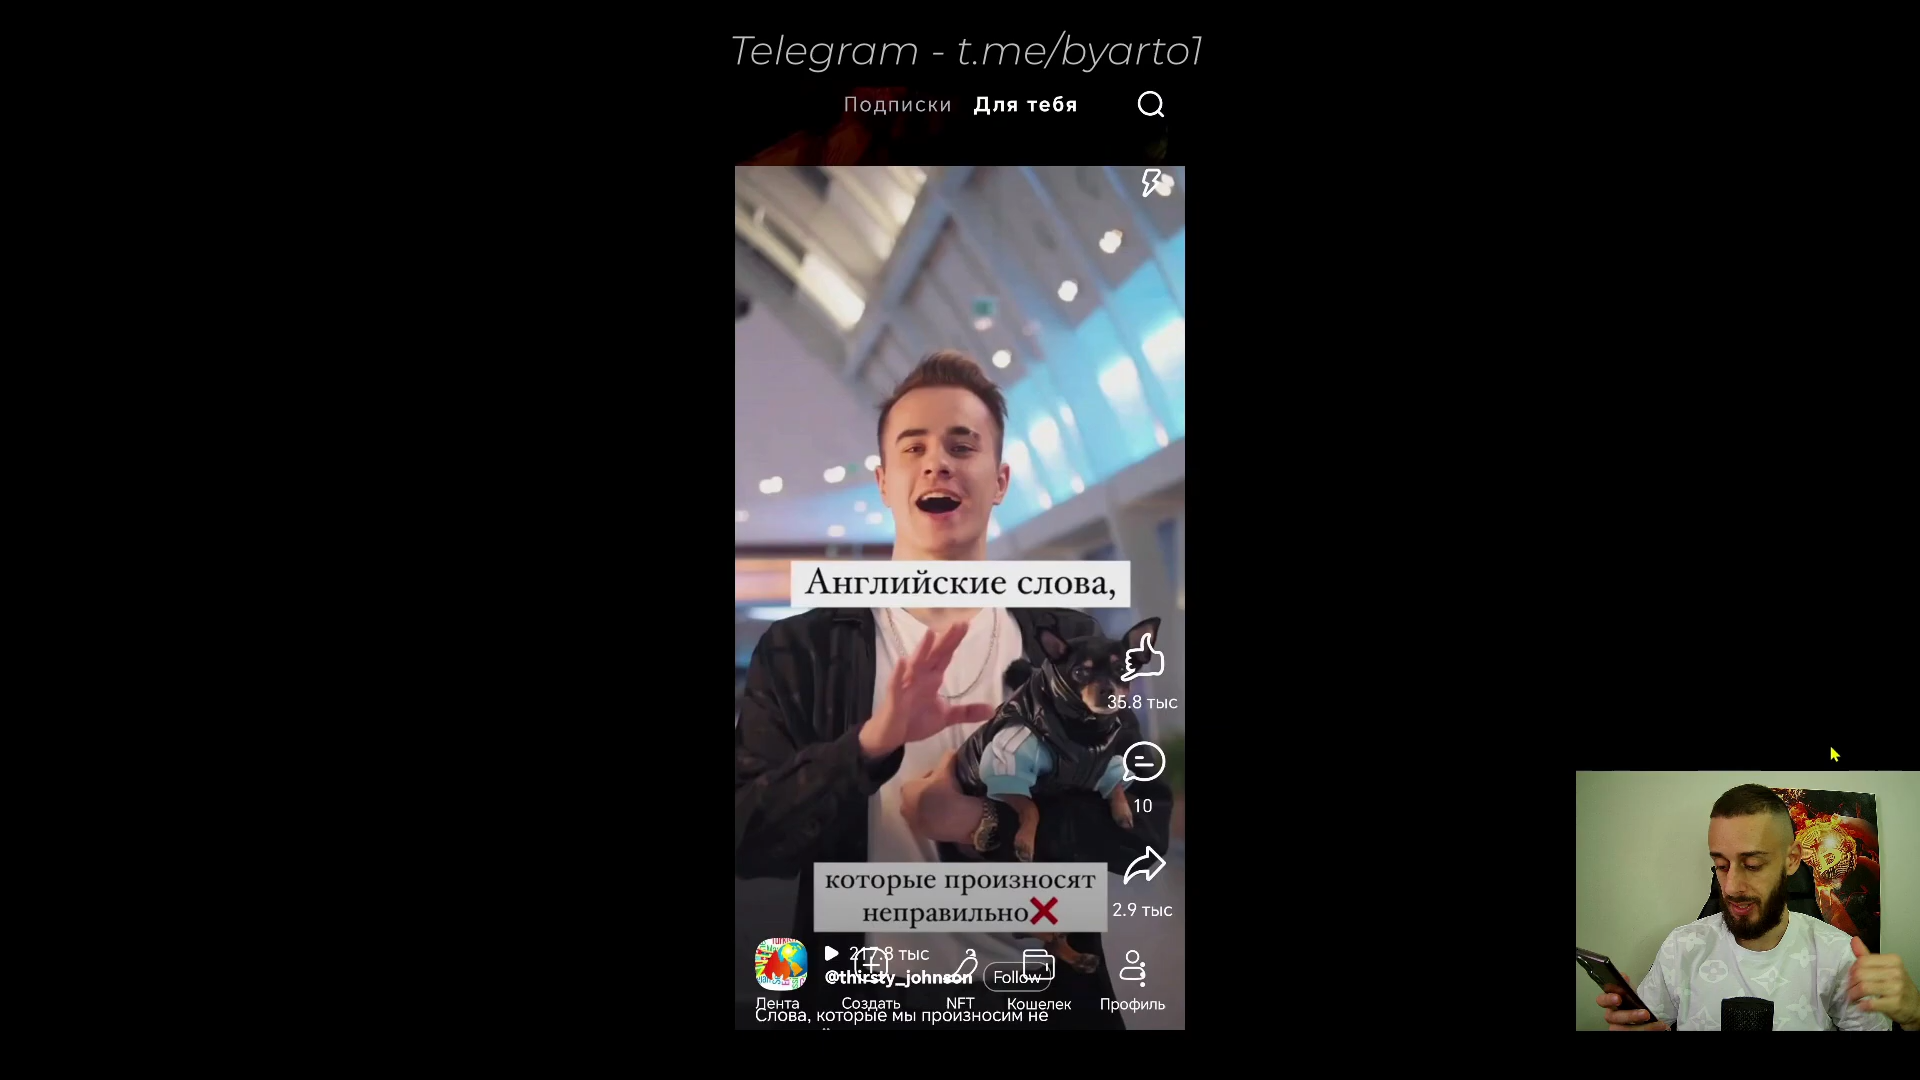 Telegram - t.me/byarto1
Подписки Для тебя
Английские слова,
35.8 тыс
10
которые произносят
неправильно❌
2.9 тыс
217.8 тыс
@thirsty_johnson Follow
Лента Создать NFT Кошелек Профиль
Слова, которые мы произносим не